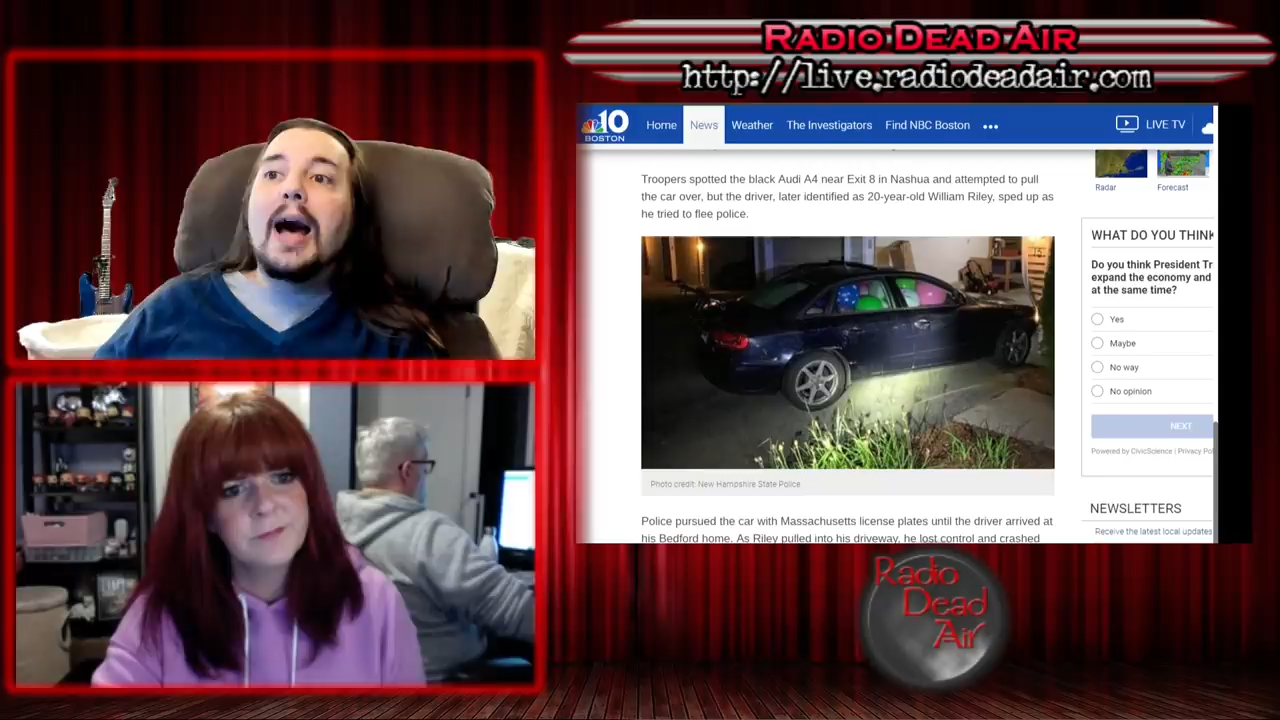 Radio Dead Air
http://live.radiodeadair.com
10
BOSTON
Home
News
Weather
The Investigators
Find NBC Boston
LIVE TV
Troopers spotted the black Audi A4 near Exit 8 in Nashua and attempted to pull
the car over, but the driver, later identified as 20-year-old William Riley, sped up as
he tried to flee police.
Photo credit: New Hampshire State Police
Police pursued the car with Massachusetts license plates until the driver arrived at
his Bedford home. As Riley pulled into his driveway, he lost control and crashed
Radar
Forecast
WHAT DO YOU THINK
Do you think President Tr
expand the economy and
at the same time?
Yes
Maybe
No way
No opinion
NEXT
Powered by CivicScience | Privacy Pol
NEWSLETTERS
Receive the latest local updates
Radio
Dead
Air